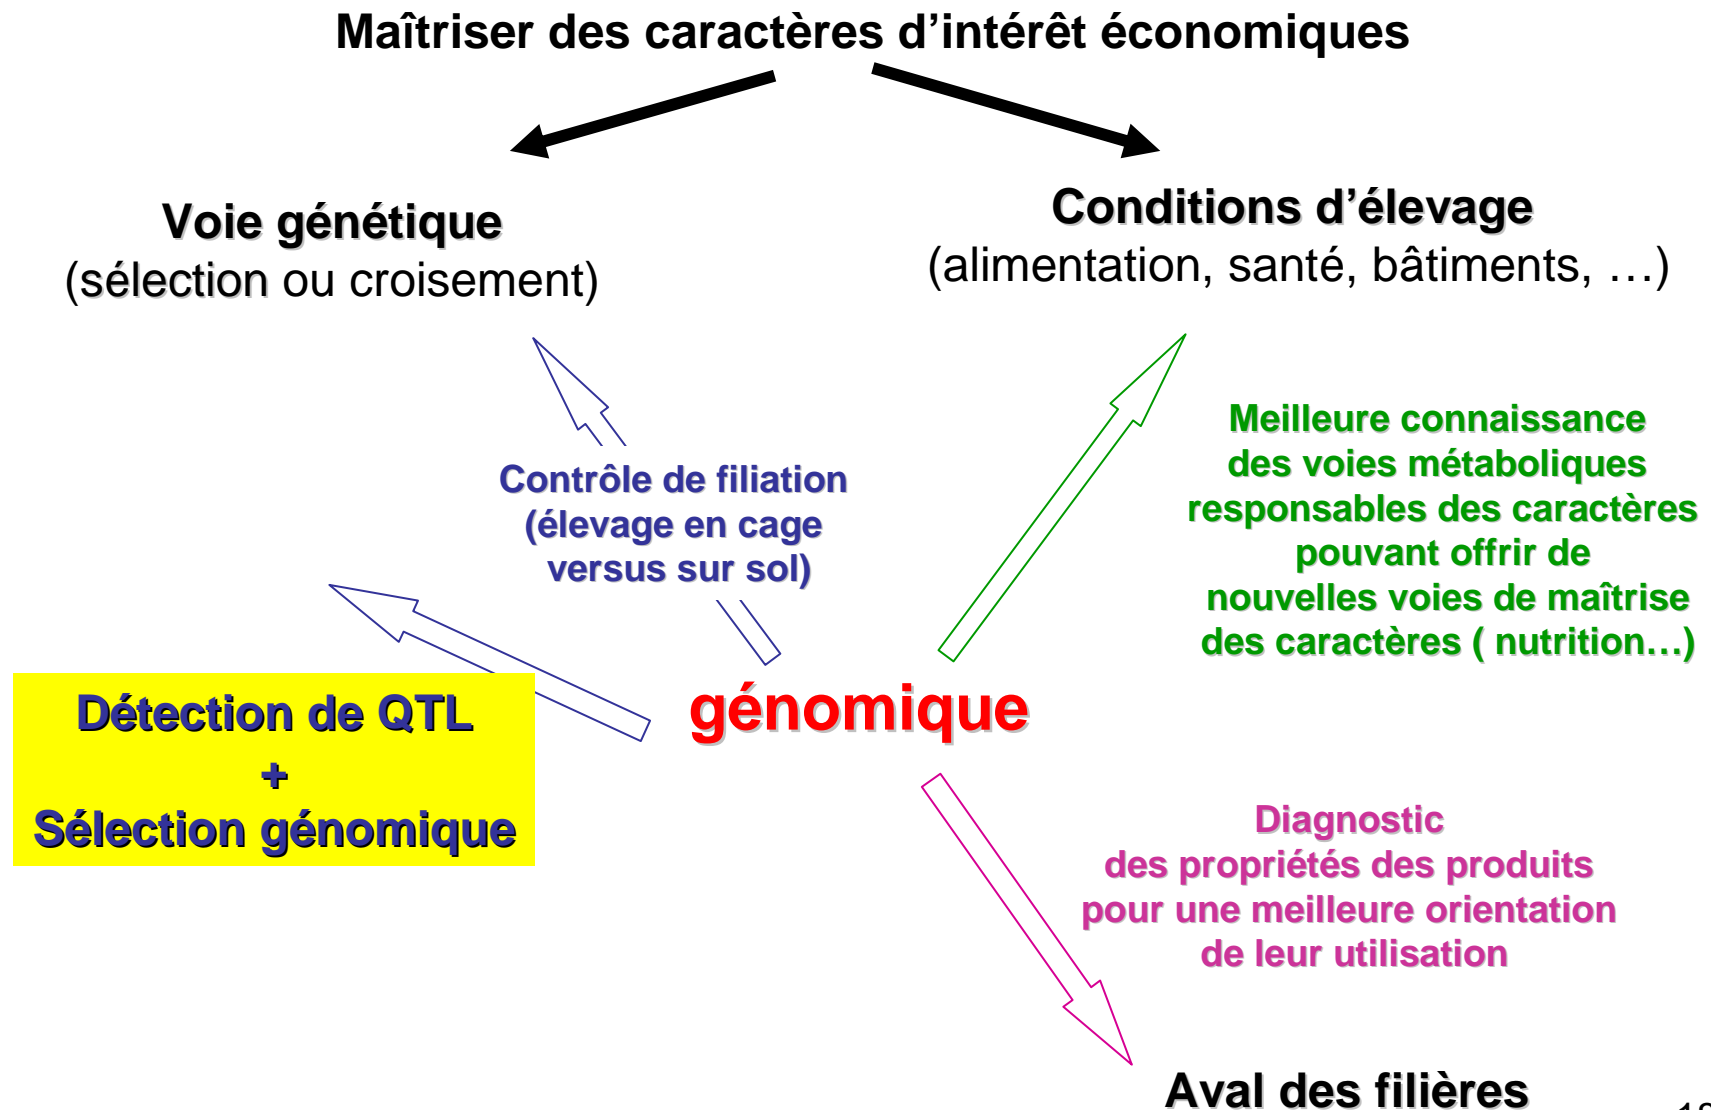 Maîtriser des caractères d’intérêt économiques
Voie génétique
(sélection ou croisement)
Conditions d’élevage
(alimentation, santé, bâtiments, …)
Contrôle de filiation
(élevage en cage
versus sur sol)
Meilleure connaissance
des voies métaboliques
responsables des caractères
pouvant offrir de
nouvelles voies de maîtrise
des caractères ( nutrition…)
Détection de QTL
+
Sélection génomique
génomique
Diagnostic
des propriétés des produits
pour une meilleure orientation
de leur utilisation
Aval des filières